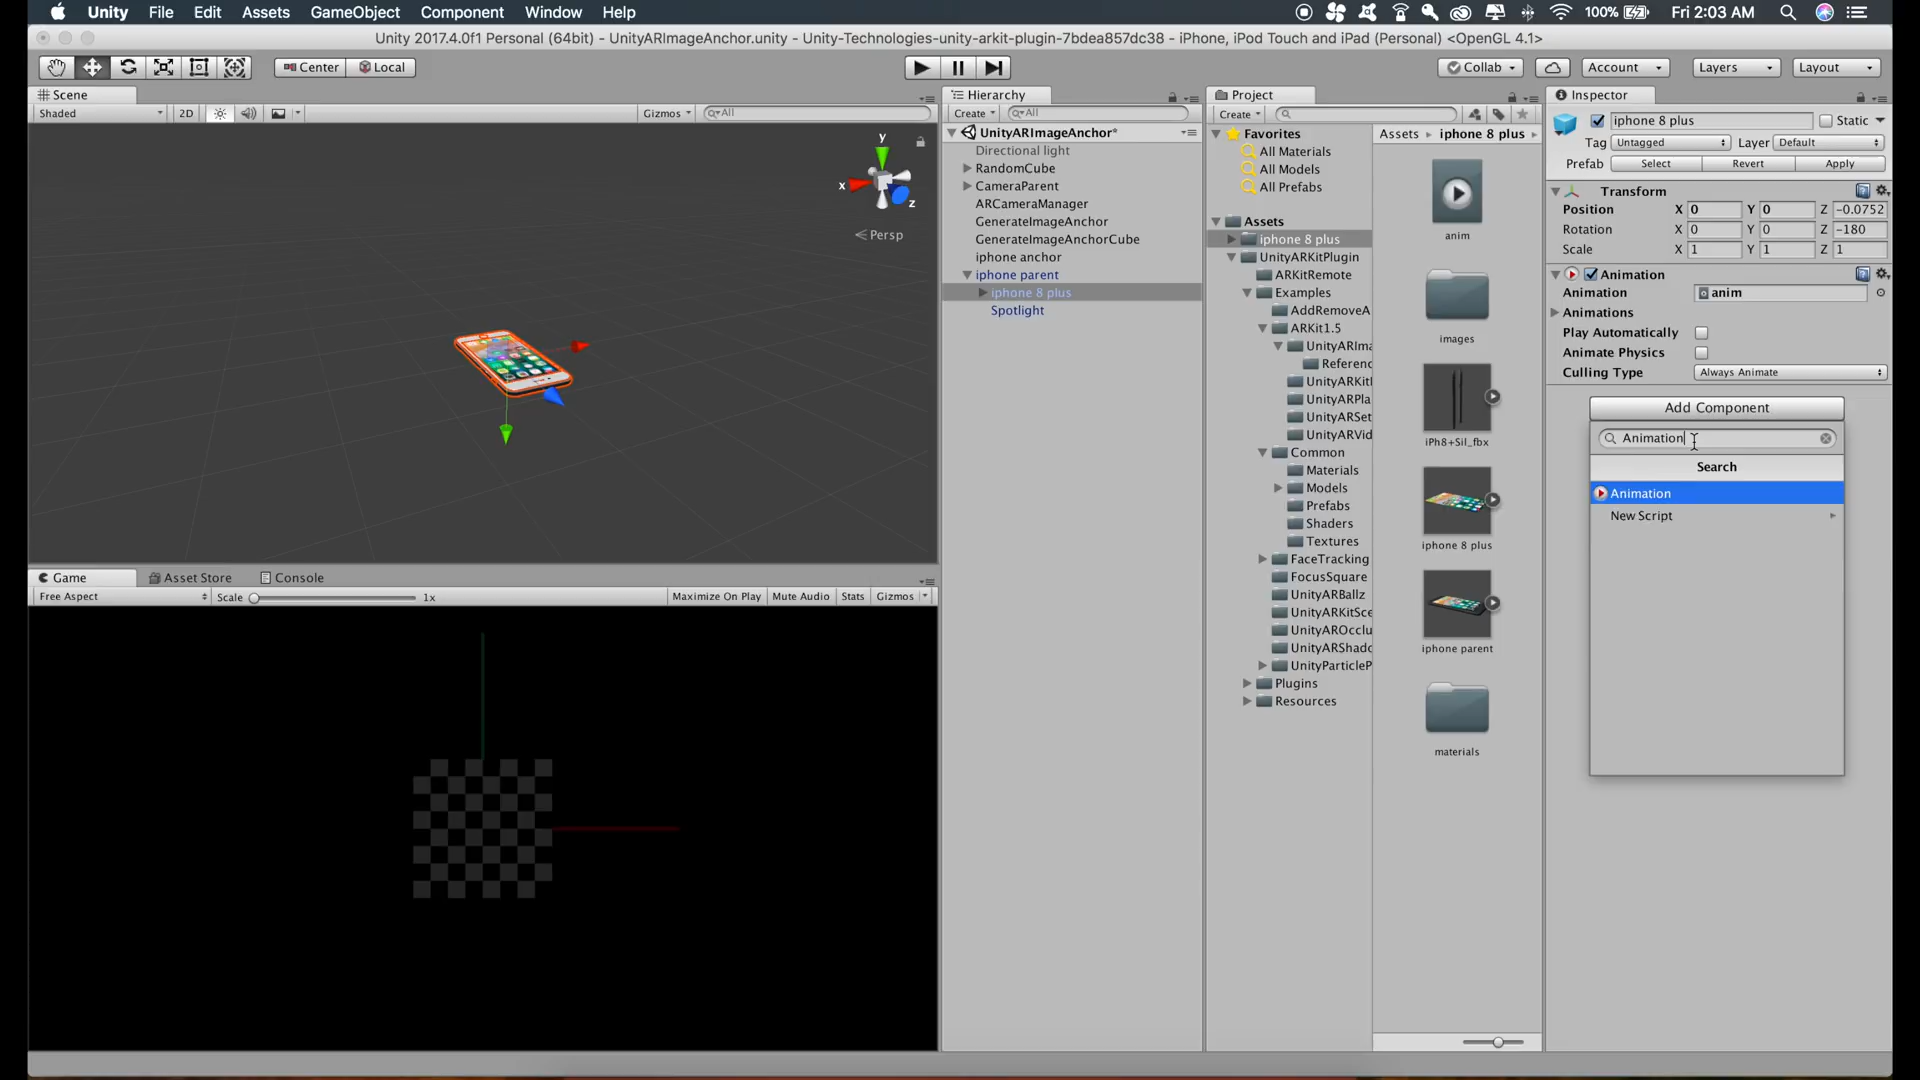 Unity File Edit Assets GameObject Component Window Help 100% Fri 2:03 AM
Unity 2017.4.0f1 Personal (64bit) - UnityARImageAnchor.unity - Unity-Technologies-unity-arkit-plugin-7bdea857dc38 - iPhone, iPod Touch and iPad (Personal) <OpenGL 4.1>
Center Local Collab Account Layers Layout
Scene
Shaded 2D Gizmos All
y
x
z
Persp
Game Asset Store Console
Free Aspect Scale 1x Maximize On Play Mute Audio Stats Gizmos
Hierarchy
Create All
UnityARImageAnchor*
Directional light
RandomCube
CameraParent
ARCameraManager
GenerateImageAnchor
GenerateImageAnchorCube
iphone anchor
iphone parent
iphone 8 plus
Spotlight
Project
Create
Favorites
All Materials
All Models
All Prefabs
Assets
iphone 8 plus
UnityARKitPlugin
ARKitRemote
Examples
AddRemoveA
ARKit1.5
UnityARIma
Referenc
UnityARKitI
UnityARPla
UnityARSet
UnityARVid
Common
Materials
Models
Prefabs
Shaders
Textures
FaceTracking
FocusSquare
UnityARBallz
UnityARKitSce
UnityAROcclu
UnityARShado
UnityParticleP
Plugins
Resources
Assets iphone 8 plus
anim
images
iPh8+Sil_fbx
iphone 8 plus
iphone parent
materials
Inspector
iphone 8 plus Static
Tag Untagged Layer Default
Prefab Select Revert Apply
Transform
Position X 0 Y 0 Z -0.0752
Rotation X 0 Y 0 Z -180
Scale X 1 Y 1 Z 1
Animation
Animation anim
Animations
Play Automatically
Animate Physics
Culling Type Always Animate
Add Component
Animation
Search
Animation
New Script